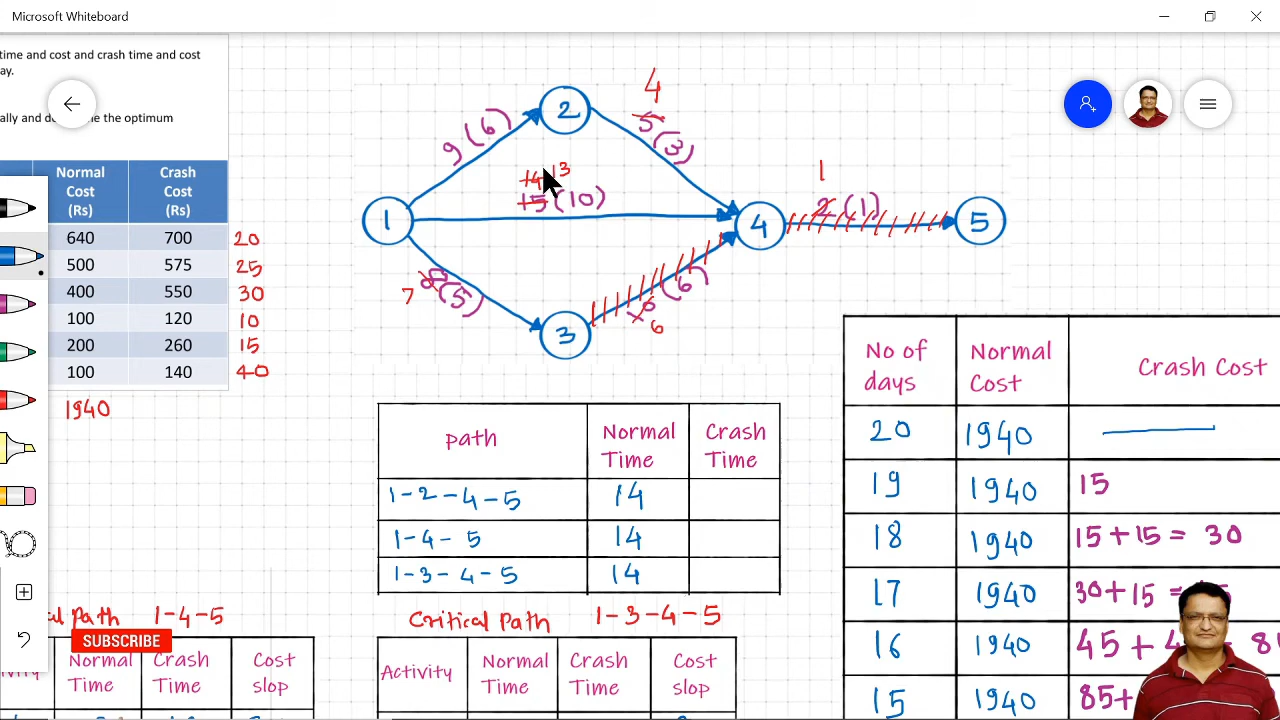 Microsoft Whiteboard
time and cost and crash time and cost
ay.
the optimum
Normal Cost (Rs) Crash Cost (Rs)
640 700 20
500 575 25
400 550 30
100 120 10
200 260 15
100 140 40
1940
2
4
5
9 (6)
(3)
14 13
15 (10)
1
1
2 (1)
4
5
7
8
(5)
(6)
6
3
path Normal Time Crash Time
1-2-4-5 14
1-4-5 14
1-3-4-5 14
Path 1-4-5
Critical Path 1-3-4-5
SUBSCRIBE
Normal Time Crash Time Cost slop
Activity Normal Time Crash Time Cost slop
No of days Normal Cost Crash Cost
20 1940
19 1940 15
18 1940 15+15= 30
17 1940 30+15 =
16 1940 45 +
15 1940 85+